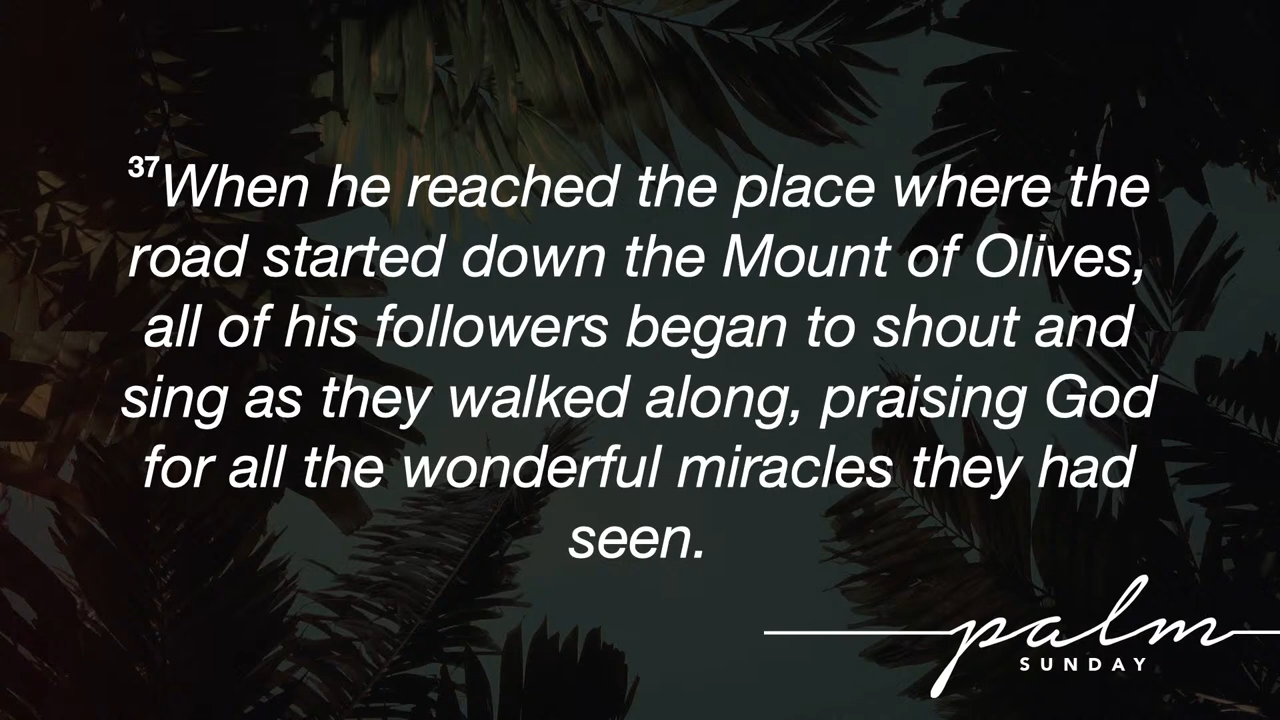 37When he reached the place where the
road started down the Mount of Olives,
all of his followers began to shout and
sing as they walked along, praising God
for all the wonderful miracles they had
seen.
palm
SUNDAY